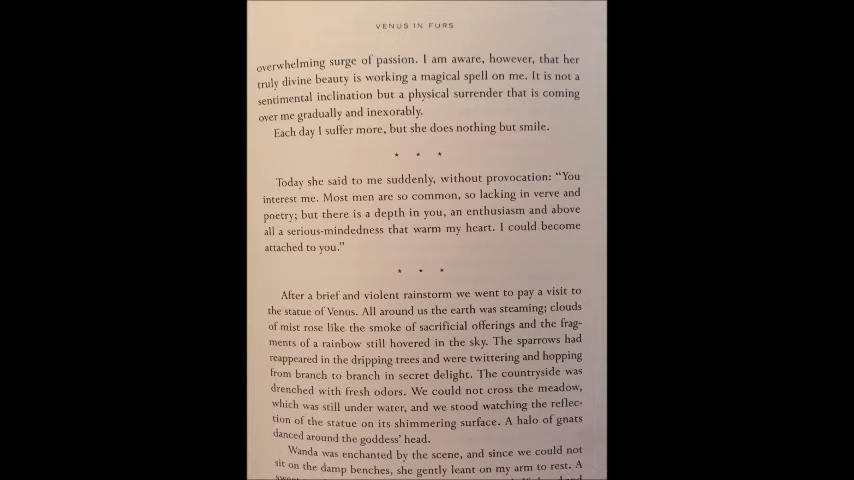 VENUS IN FURS
overwhelming surge of passion. I am aware, however, that her
truly divine beauty is working a magical spell on me. It is not a
sentimental inclination but a physical surrender that is coming
over me gradually and inexorably.
Each day I suffer more, but she does nothing but smile.
* * *
Today she said to me suddenly, without provocation: “You
interest me. Most men are so common, so lacking in verve and
poetry; but there is a depth in you, an enthusiasm and above
all a serious-mindedness that warm my heart. I could become
attached to you.”
* * *
After a brief and violent rainstorm we went to pay a visit to
the statue of Venus. All around us the earth was steaming; clouds
of mist rose like the smoke of sacrificial offerings and the frag-
ments of a rainbow still hovered in the sky. The sparrows had
reappeared in the dripping trees and were twittering and hopping
from branch to branch in secret delight. The countryside was
drenched with fresh odors. We could not cross the meadow,
which was still under water, and we stood watching the reflec-
tion of the statue on its shimmering surface. A halo of gnats
danced around the goddess’ head.
Wanda was enchanted by the scene, and since we could not
sit on the damp benches, she gently leant on my arm to rest. A